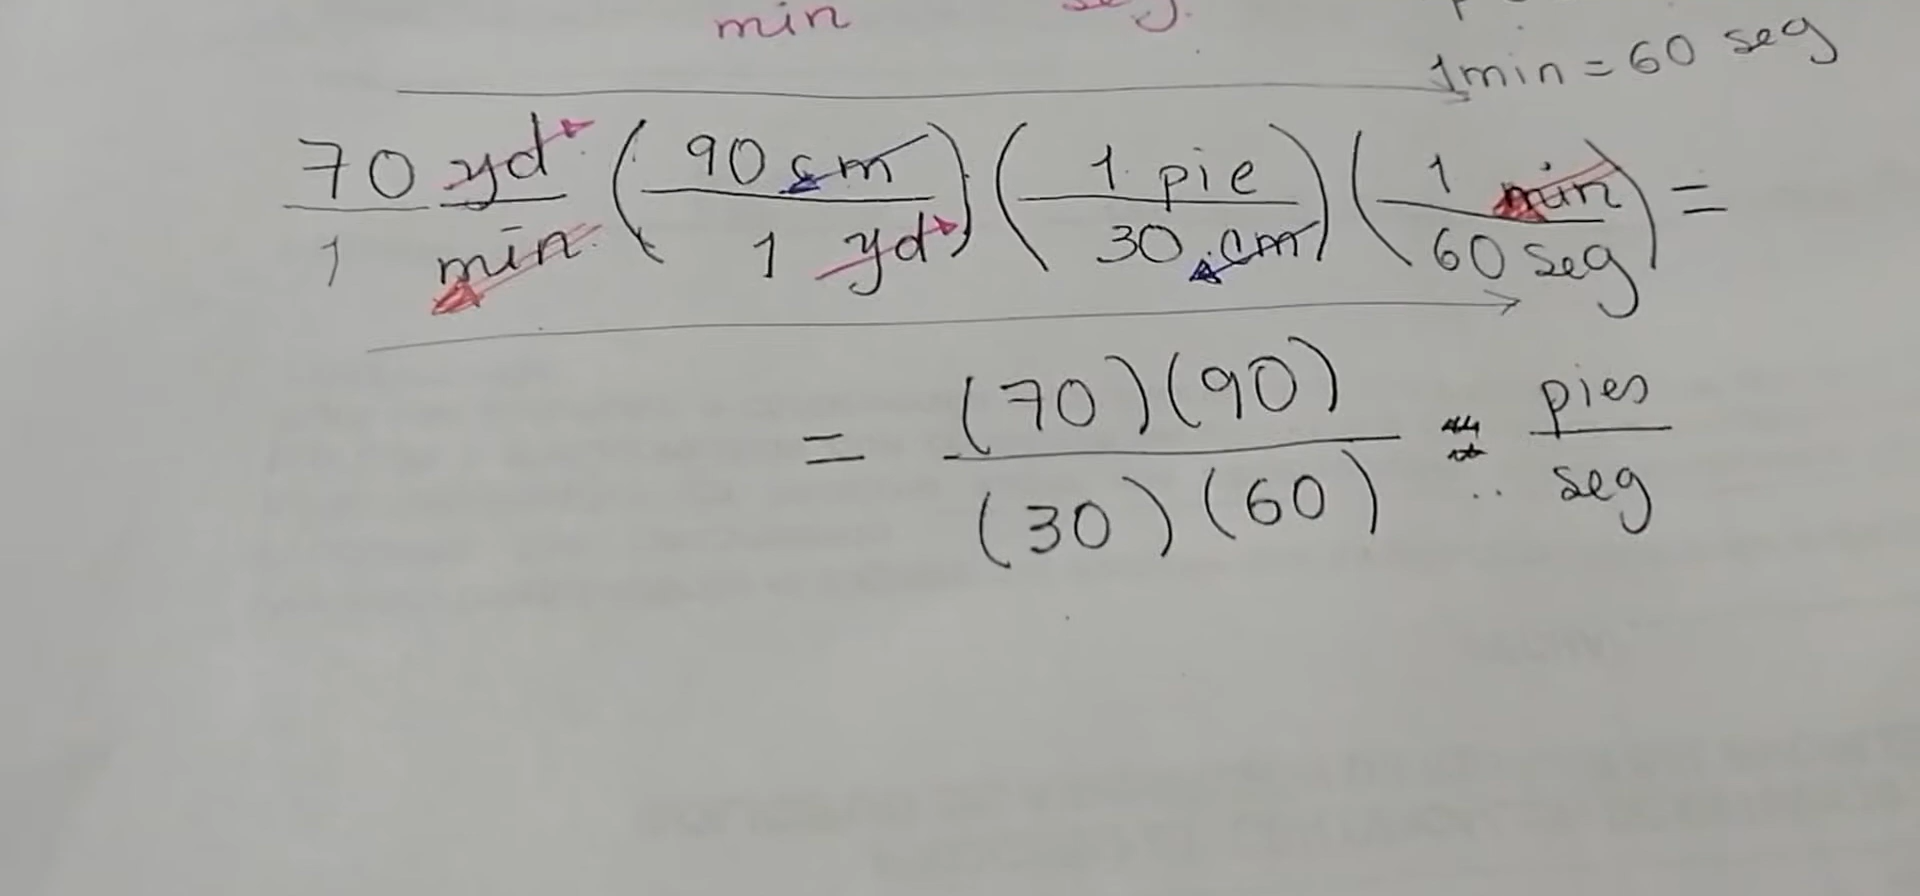 min seg.
1min = 60 seg
70 yd / 1 min (90 cm / 1 yd) (1 pie / 30 cm) (1 min / 60 seg) =
= (70)(90) / (30)(60) = pies / seg